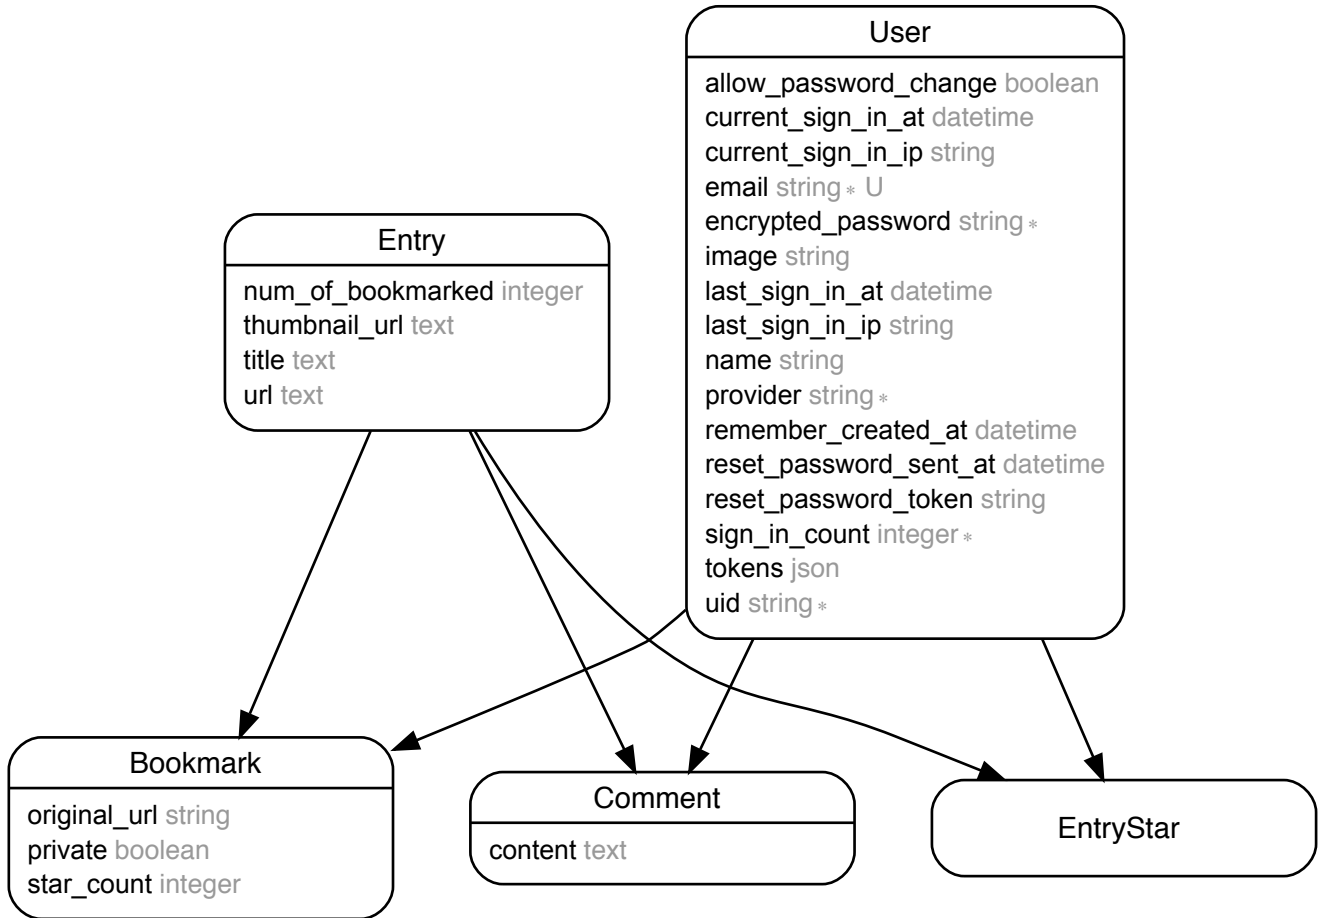 User
allow_password_change boolean
current_sign_in_at datetime
current_sign_in_ip string
email string ∗ U
encrypted_password string ∗
image string
last_sign_in_at datetime
last_sign_in_ip string
name string
provider string ∗
remember_created_at datetime
reset_password_sent_at datetime
reset_password_token string
sign_in_count integer ∗
tokens json
uid string ∗
Entry
num_of_bookmarked integer
thumbnail_url text
title text
url text
Bookmark
original_url string
private boolean
star_count integer
Comment
content text
EntryStar